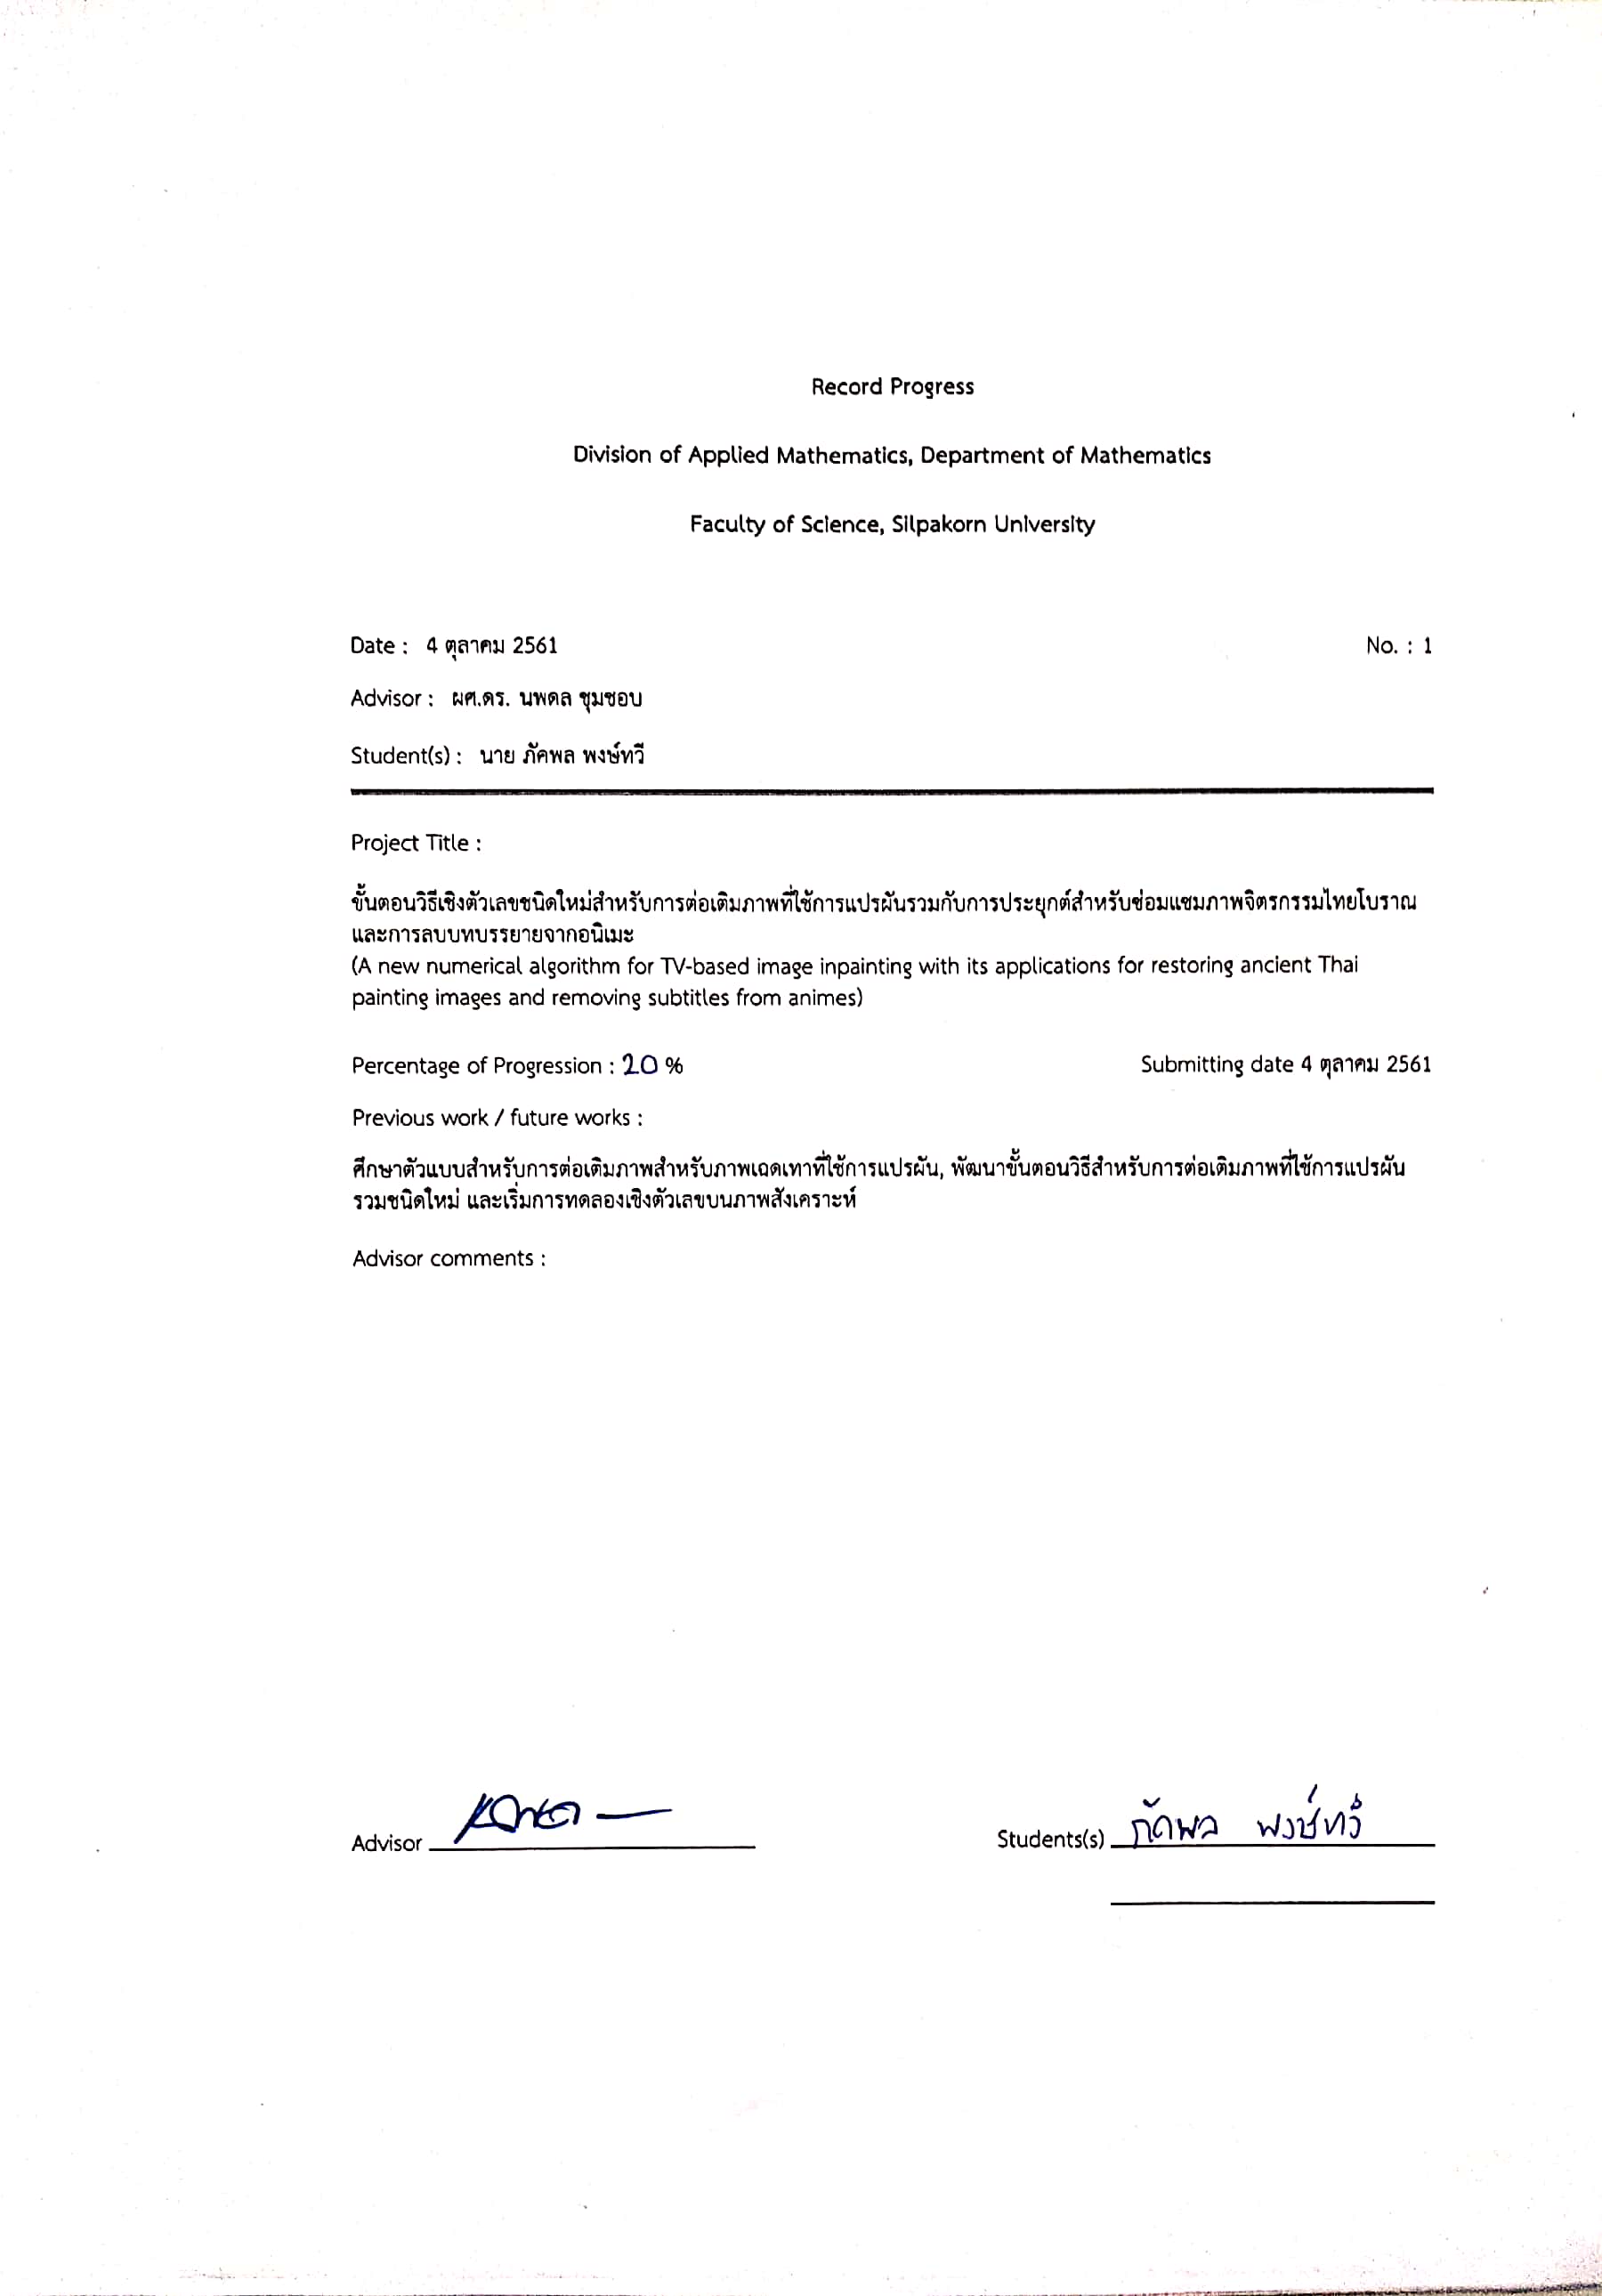 Record Progress
Division of Applied Mathematics, Department of Mathematics
Faculty of Science, Silpakorn University
Date : 4 ตุลาคม 2561 No. : 1
Advisor : ผศ.ดร. นพดล ชุมชอบ
Student(s) : นาย ภัคพล พงษ์ทวี
Project Title :
ขั้นตอนวิธีเชิงตัวเลขชนิดใหม่สำหรับการต่อเติมภาพที่ใช้การแปรผันรวมกับการประยุกต์สำหรับซ่อมแซมภาพจิตรกรรมไทยโบราณ
และการลบบทบรรยายจากอนิเมะ
(A new numerical algorithm for TV-based image inpainting with its applications for restoring ancient Thai
painting images and removing subtitles from animes)
Percentage of Progression : 20 % Submitting date 4 ตุลาคม 2561
Previous work / future works :
ศึกษาตัวแบบสำหรับการต่อเติมภาพสำหรับภาพเฉดเทาที่ใช้การแปรผัน, พัฒนาขั้นตอนวิธีสำหรับการต่อเติมภาพที่ใช้การแปรผัน
รวมชนิดใหม่ และเริ่มการทดลองเชิงตัวเลขบนภาพสังเคราะห์
Advisor comments :
Advisor
Students(s) ภัคพล พงษ์ทวี